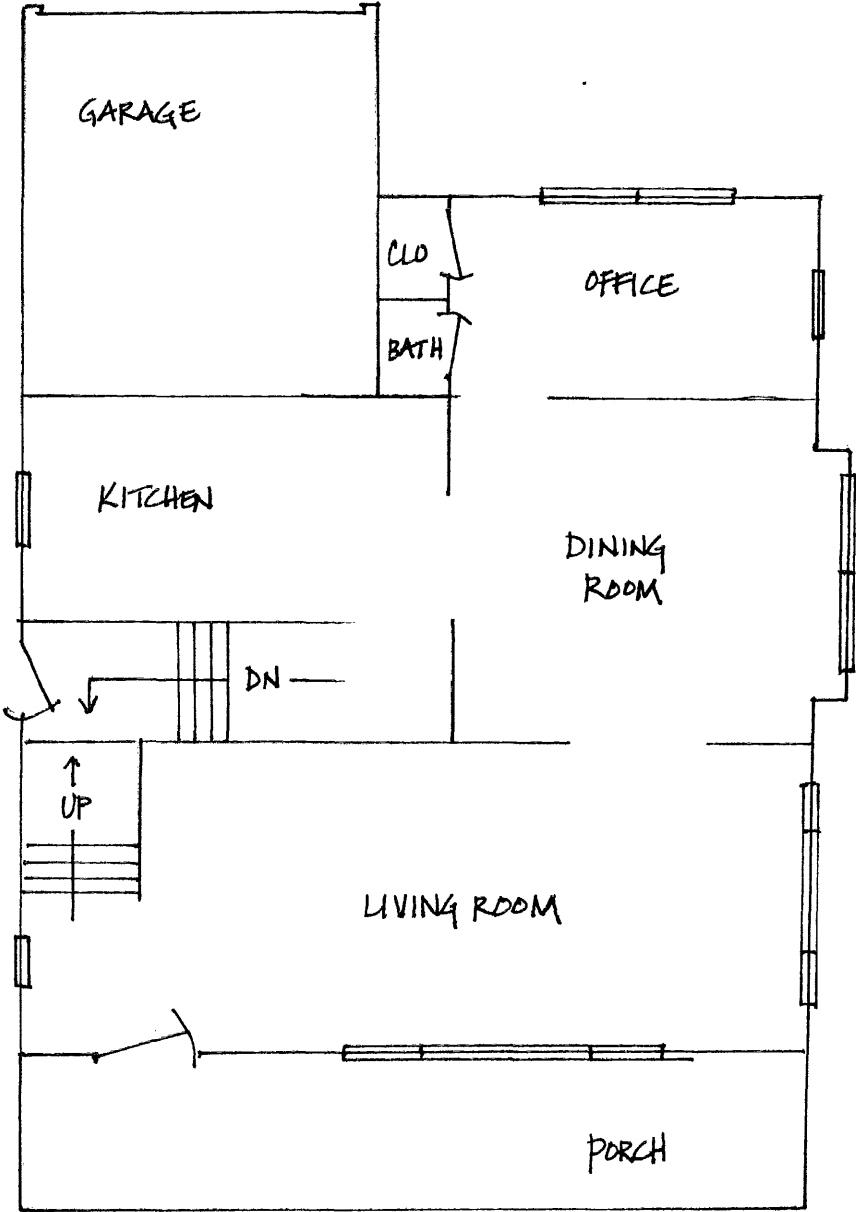 GARAGE
CLO
OFFICE
BATH
KITCHEN
DINING
ROOM
DN
UP
LIVING ROOM
PORCH